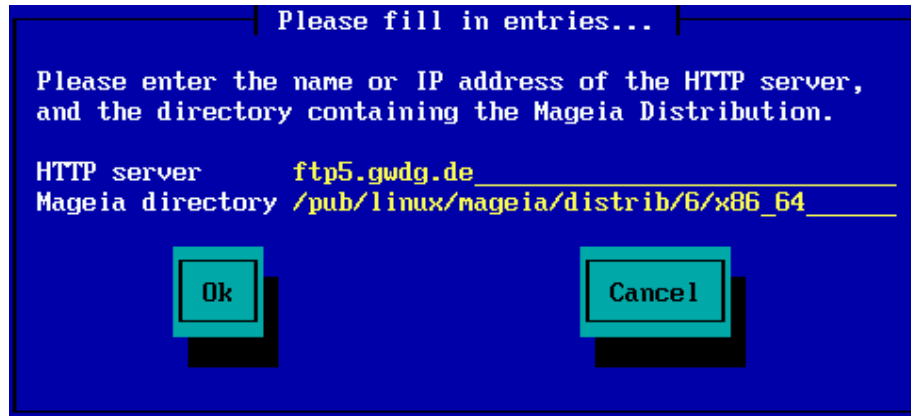 Please fill in entries...
Please enter the name or IP address of the HTTP server,
and the directory containing the Mageia Distribution.
HTTP server ftp5.gwdg.de
Mageia directory /pub/linux/mageia/distrib/6/x86_64
Ok Cancel